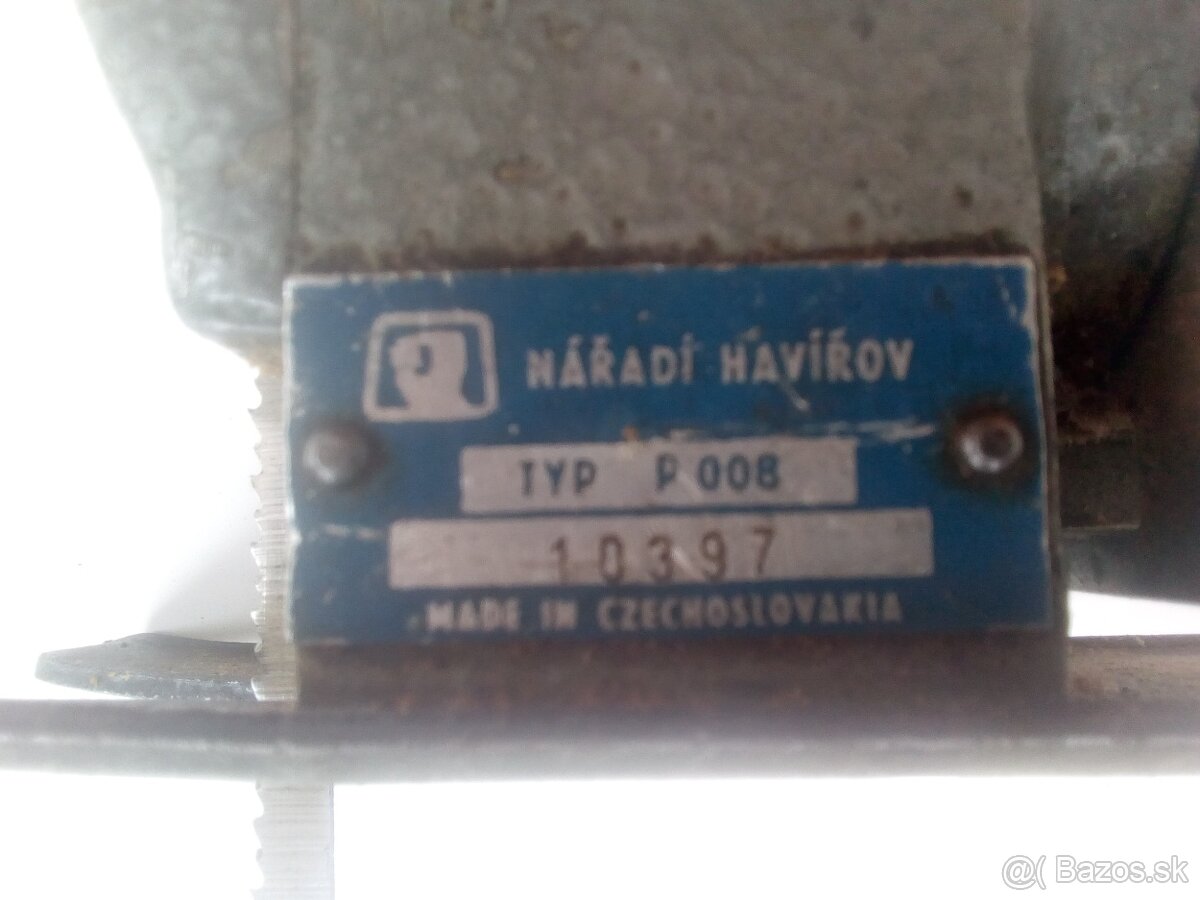 NÁŘADÍ HAVÍŘOV
TYP P 008
10397
MADE IN CZECHOSLOVAKIA
@( Bazos.sk